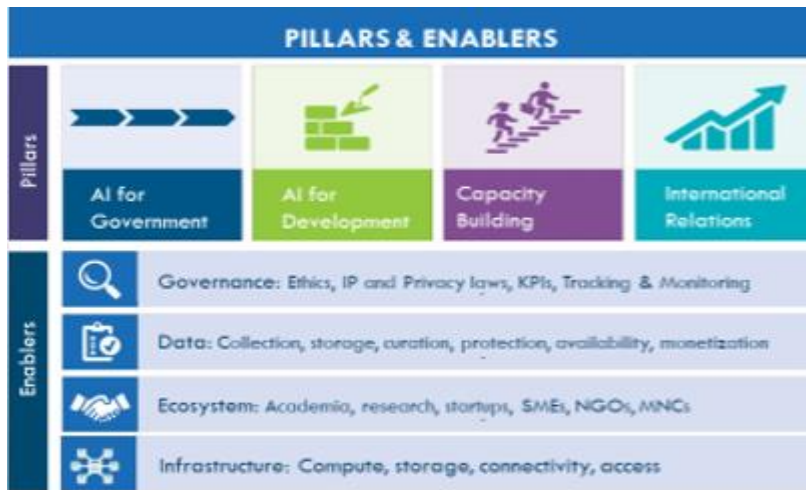 PILLARS & ENABLERS
Pillars
AI for
Government
AI for
Development
Capacity
Building
International
Relations
Enablers
Governance: Ethics, IP and Privacy laws, KPIs, Tracking & Monitoring
Data: Collection, storage, curation, protection, availability, monetization
Ecosystem: Academia, research, startups, SMEs, NGOs, MNCs
Infrastructure: Compute, storage, connectivity, access